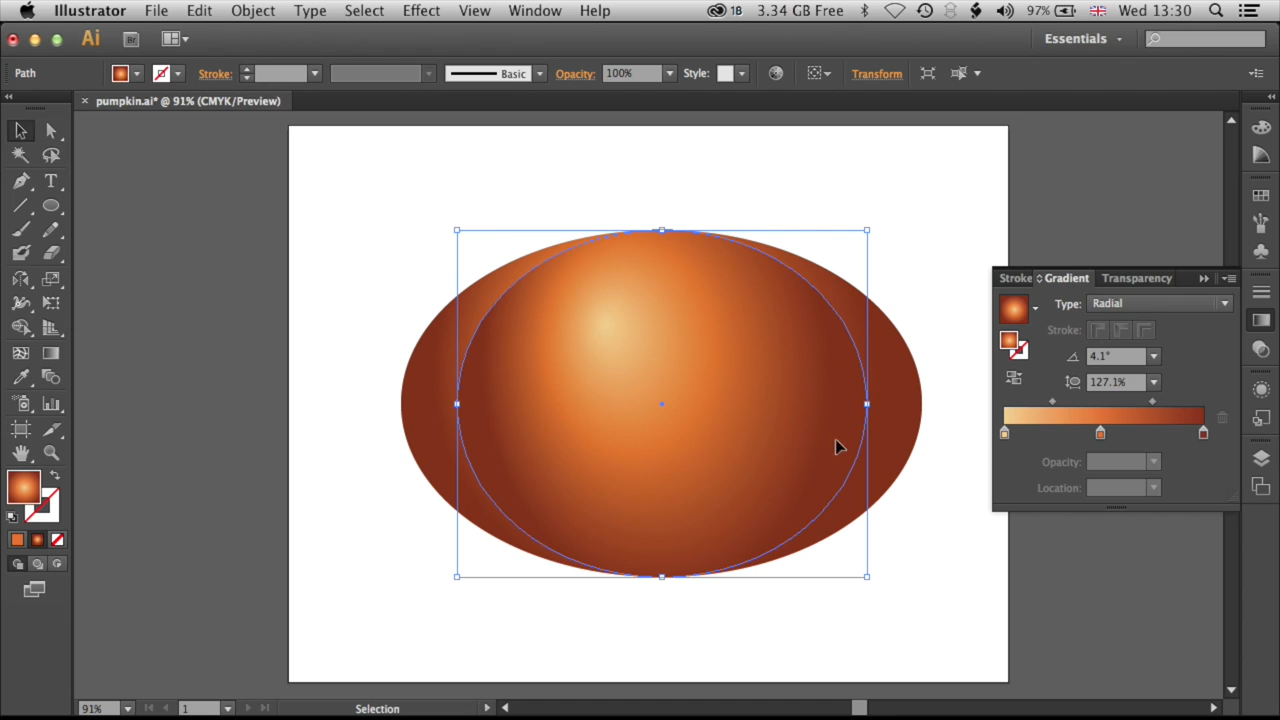 Illustrator File Edit Object Type Select Effect View Window Help 18 3.34 GB Free 97% Wed 13:30
Ai Br Essentials
Path Stroke: Basic Opacity: 100% Style: Transform
× pumpkin.ai* @ 91% (CMYK/Preview)
T
Stroke Gradient Transparency
Type: Radial
Stroke:
4.1°
127.1%
Opacity:
Location:
91% 1 Selection